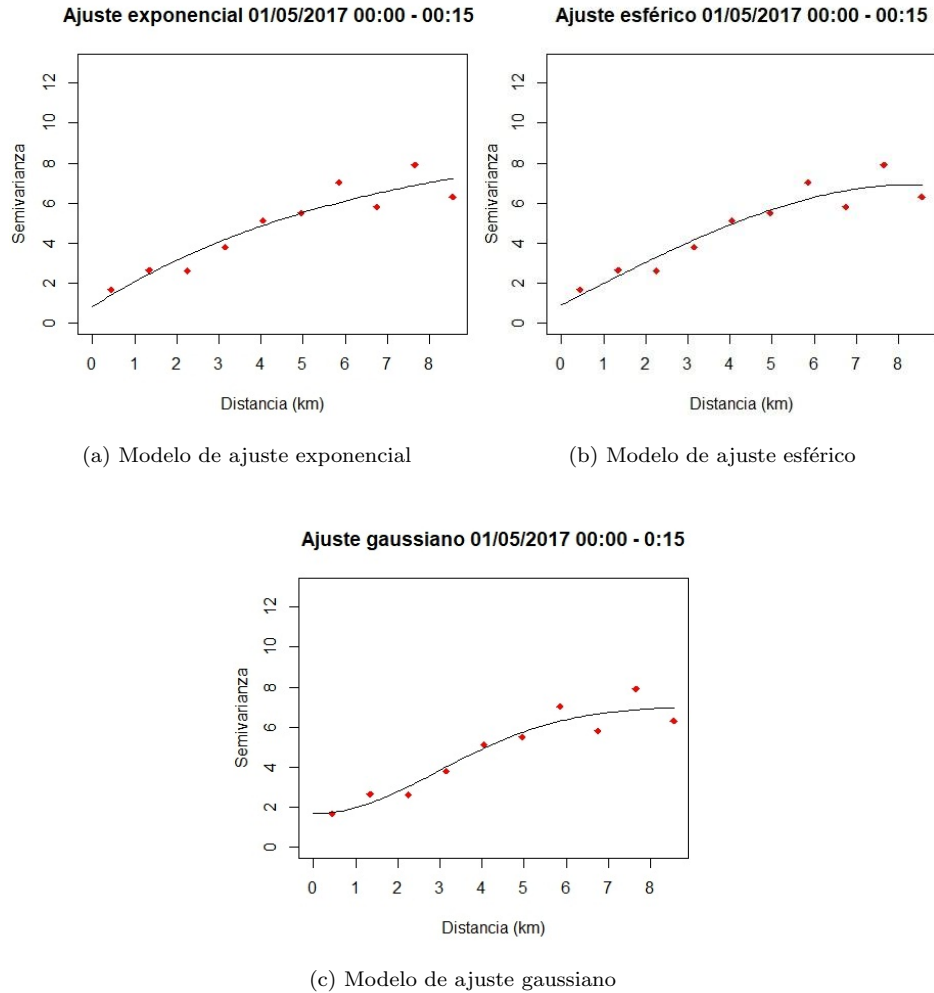 Ajuste exponencial 01/05/2017 00:00 - 00:15
Semivarianza
0 2 4 6 8 10 12
0 1 2 3 4 5 6 7 8
Distancia (km)
(a) Modelo de ajuste exponencial
Ajuste esférico 01/05/2017 00:00 - 00:15
Semivarianza
0 2 4 6 8 10 12
0 1 2 3 4 5 6 7 8
Distancia (km)
(b) Modelo de ajuste esférico
Ajuste gaussiano 01/05/2017 00:00 - 0:15
Semivarianza
0 2 4 6 8 10 12
0 1 2 3 4 5 6 7 8
Distancia (km)
(c) Modelo de ajuste gaussiano